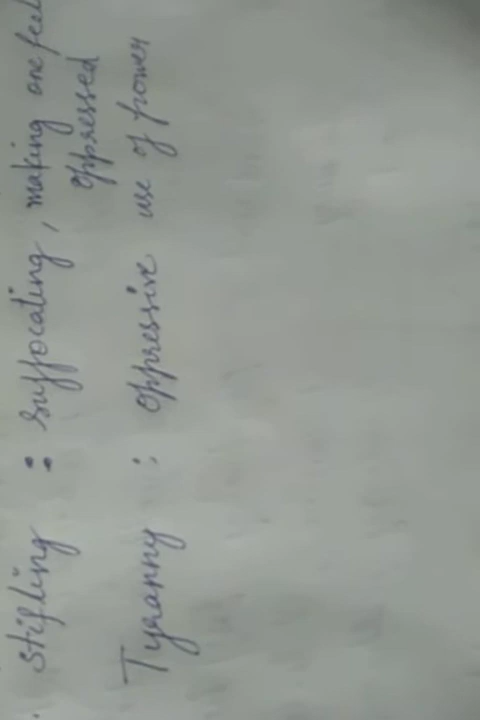 stifling : suffocating, making one feel
oppressed
Tyranny : oppressive use of power